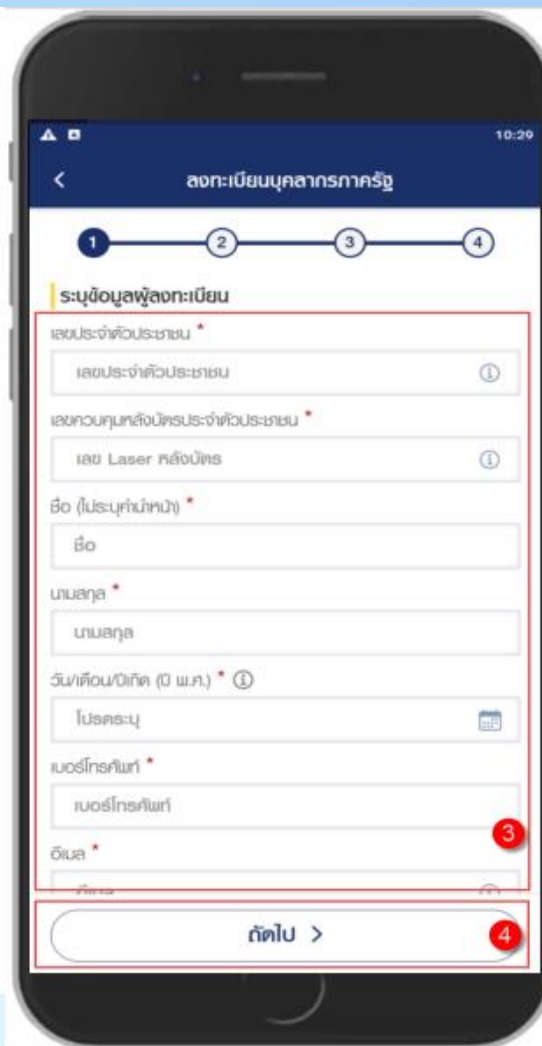 10:29
ลงทะเบียนบุคลากรภาครัฐ
1 2 3 4
ระบุข้อมูลผู้ลงทะเบียน
เลขประจำตัวประชาชน *
เลขประจำตัวประชาชน
เลขควบคุมหลังบัตรประจำตัวประชาชน *
เลข Laser หลังบัตร
ชื่อ (ไม่ระบุคำนำหน้า) *
ชื่อ
นามสกุล *
นามสกุล
วัน/เดือน/ปีเกิด (ปี พ.ศ.) *
โปรดระบุ
เบอร์โทรศัพท์ *
เบอร์โทรศัพท์
3
อีเมล *
ถัดไป >
4